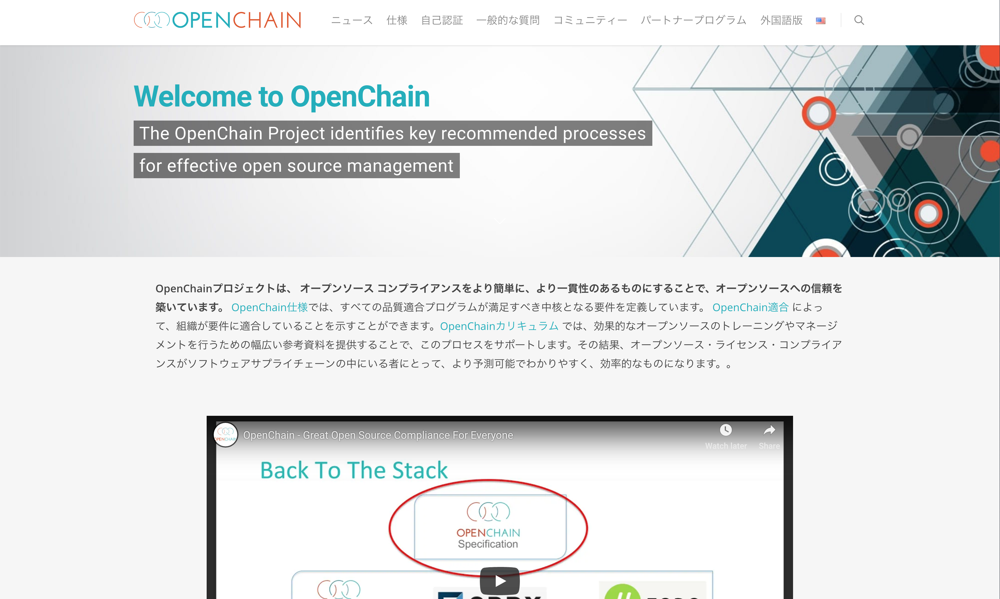 OPENCHAIN
ニュース 仕様 自己認証 一般的な質問 コミュニティー パートナープログラム 外国語版
Welcome to OpenChain
The OpenChain Project identifies key recommended processes
for effective open source management
OpenChainプロジェクトは、 オープンソース コンプライアンスをより簡単に、より一貫性のあるものにすることで、オープンソースへの信頼を
築いています。 OpenChain仕様では、すべての品質適合プログラムが満足すべき中核となる要件を定義しています。 OpenChain適合 によっ
て、組織が要件に適合していることを示すことができます。OpenChainカリキュラム では、効果的なオープンソースのトレーニングやマネージ
メントを行うための幅広い参考資料を提供することで、このプロセスをサポートします。その結果、オープンソース・ライセンス・コンプライア
ンスがソフトウェアサプライチェーンの中にいる者にとって、より予測可能でわかりやすく、効率的なものになります。。
OPENCHAIN
OpenChain - Great Open Source Compliance For Everyone
Watch later Share
Back To The Stack
OPENCHAIN
Specification